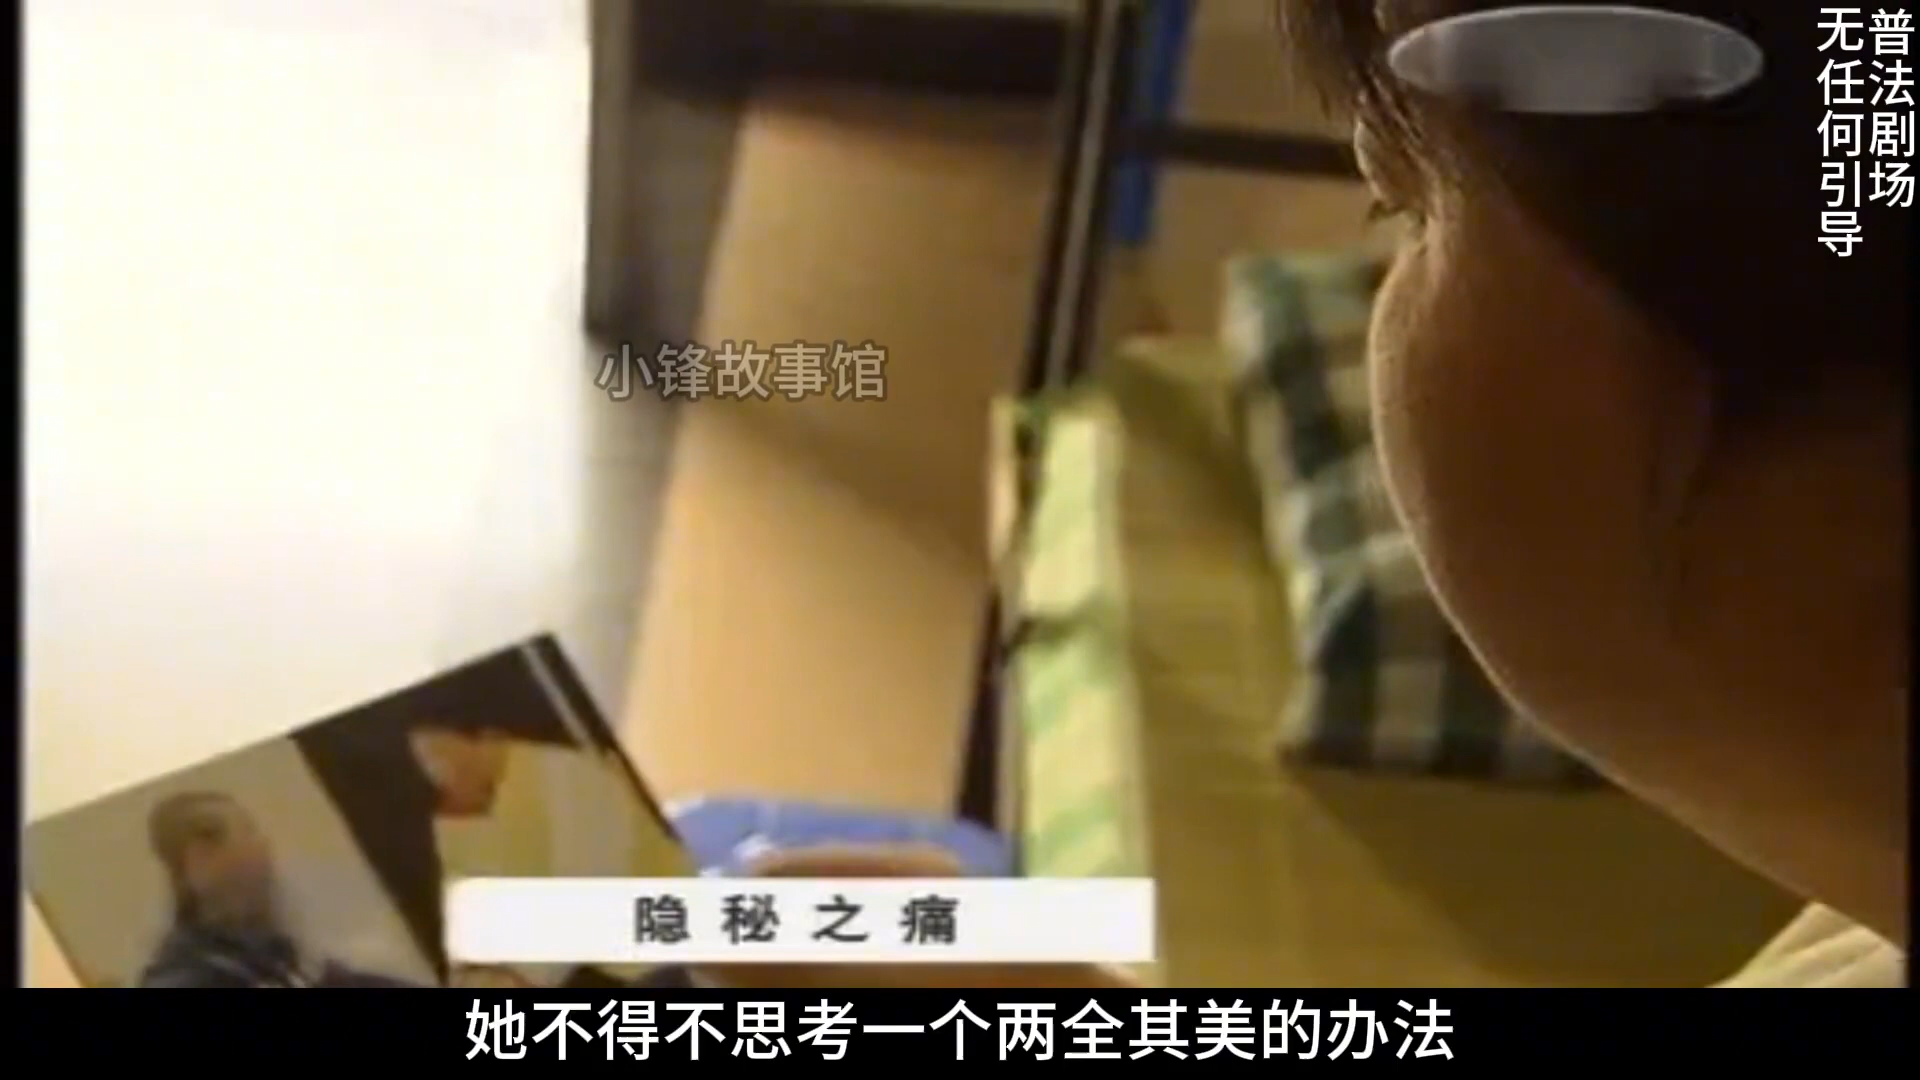 普法剧场
无任何引导
小锋故事馆
隐秘之痛
她不得不思考一个两全其美的办法